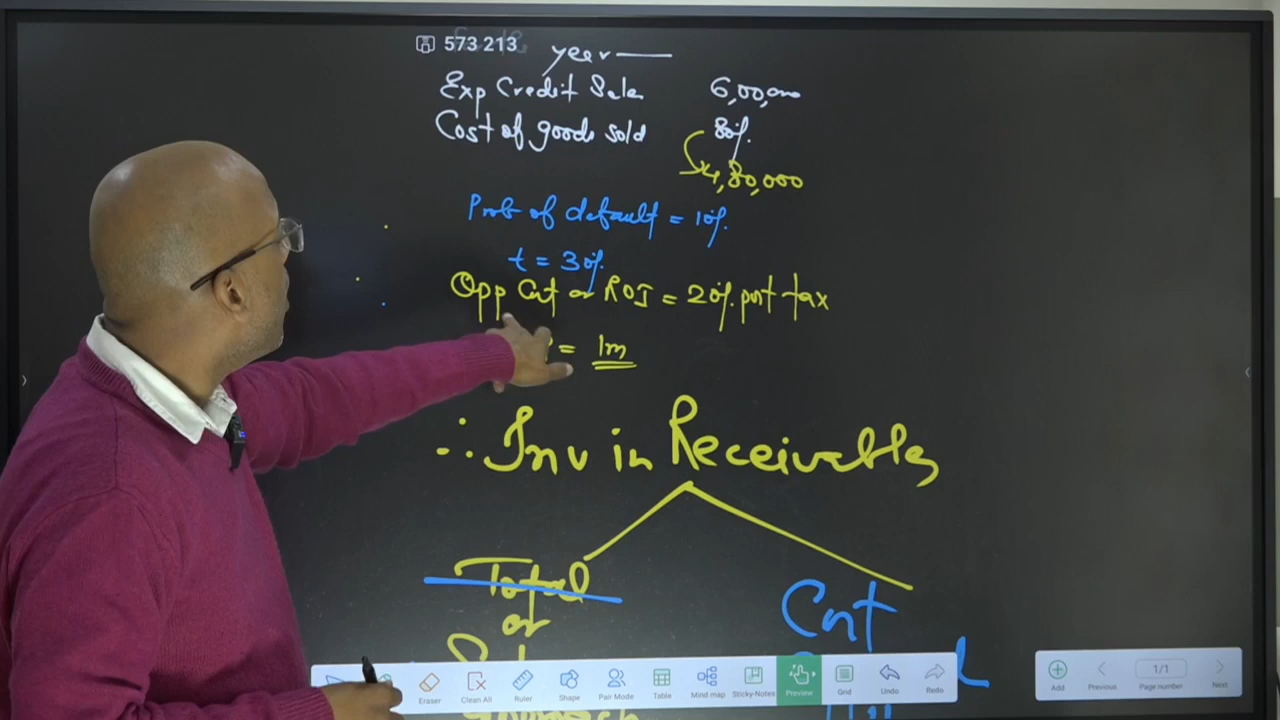 573 213
year
Exp Credit Sale 6,00,000
Cost of goods sold 80%.
4,80,000
Prob of default = 10%.
t = 30%.
Opp Cost or ROI = 20%. post tax
= 1m
∴ Inv in Receivables
Total Cost
or
Eraser Clean All Ruler Shape Pair Mode Table Mind map Sticky-Notes Preview Grid Undo Redo
Add Previous 1/1 Page number Next